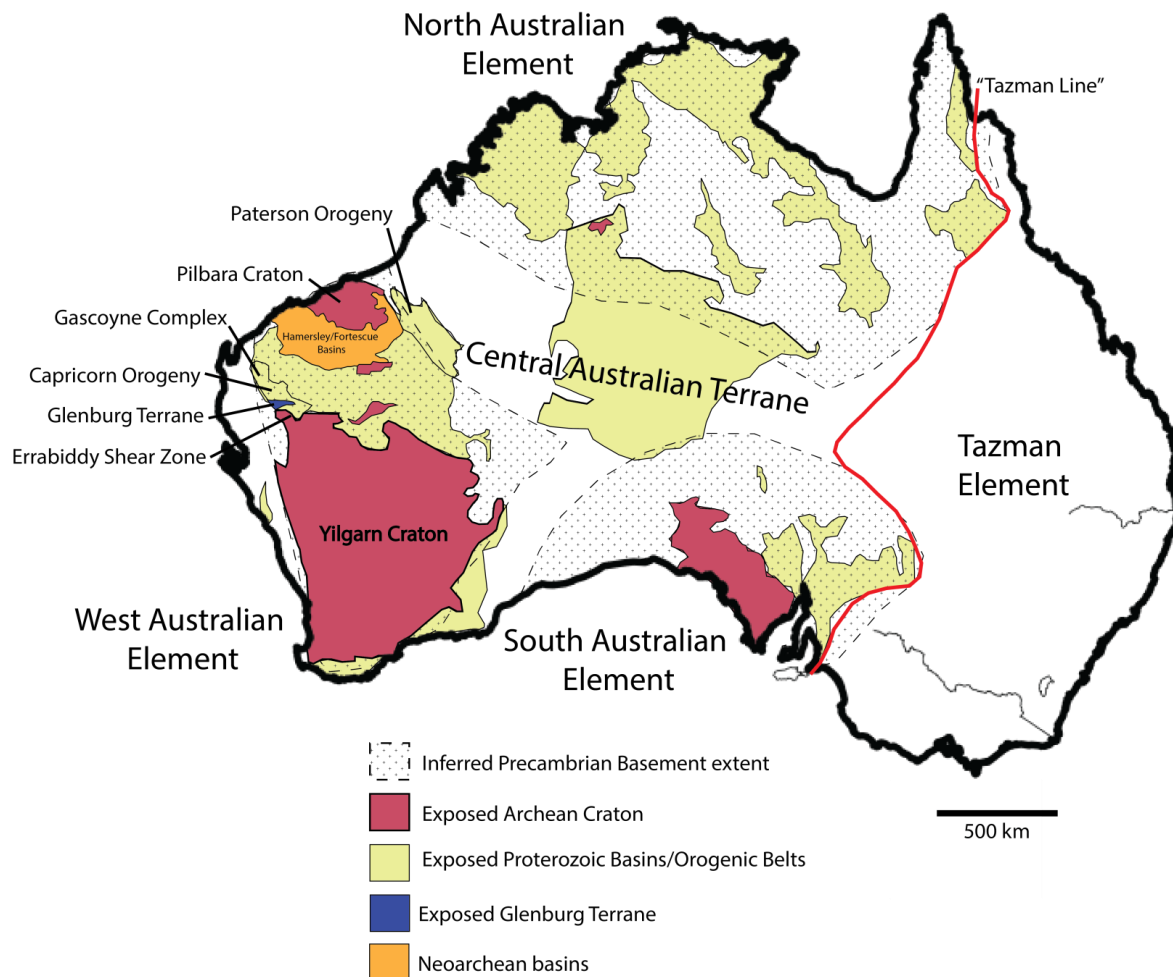 North Australian
Element
"Tazman Line"
Paterson Orogeny
Pilbara Craton
Gascoyne Complex
Hamersley/Fortescue
Basins
Capricorn Orogeny
Central Australian Terrane
Glenburg Terrane
Errabiddy Shear Zone
Tazman
Element
Yilgarn Craton
West Australian
Element
South Australian
Element
Inferred Precambrian Basement extent
Exposed Archean Craton
500 km
Exposed Proterozoic Basins/Orogenic Belts
Exposed Glenburg Terrane
Neoarchean basins